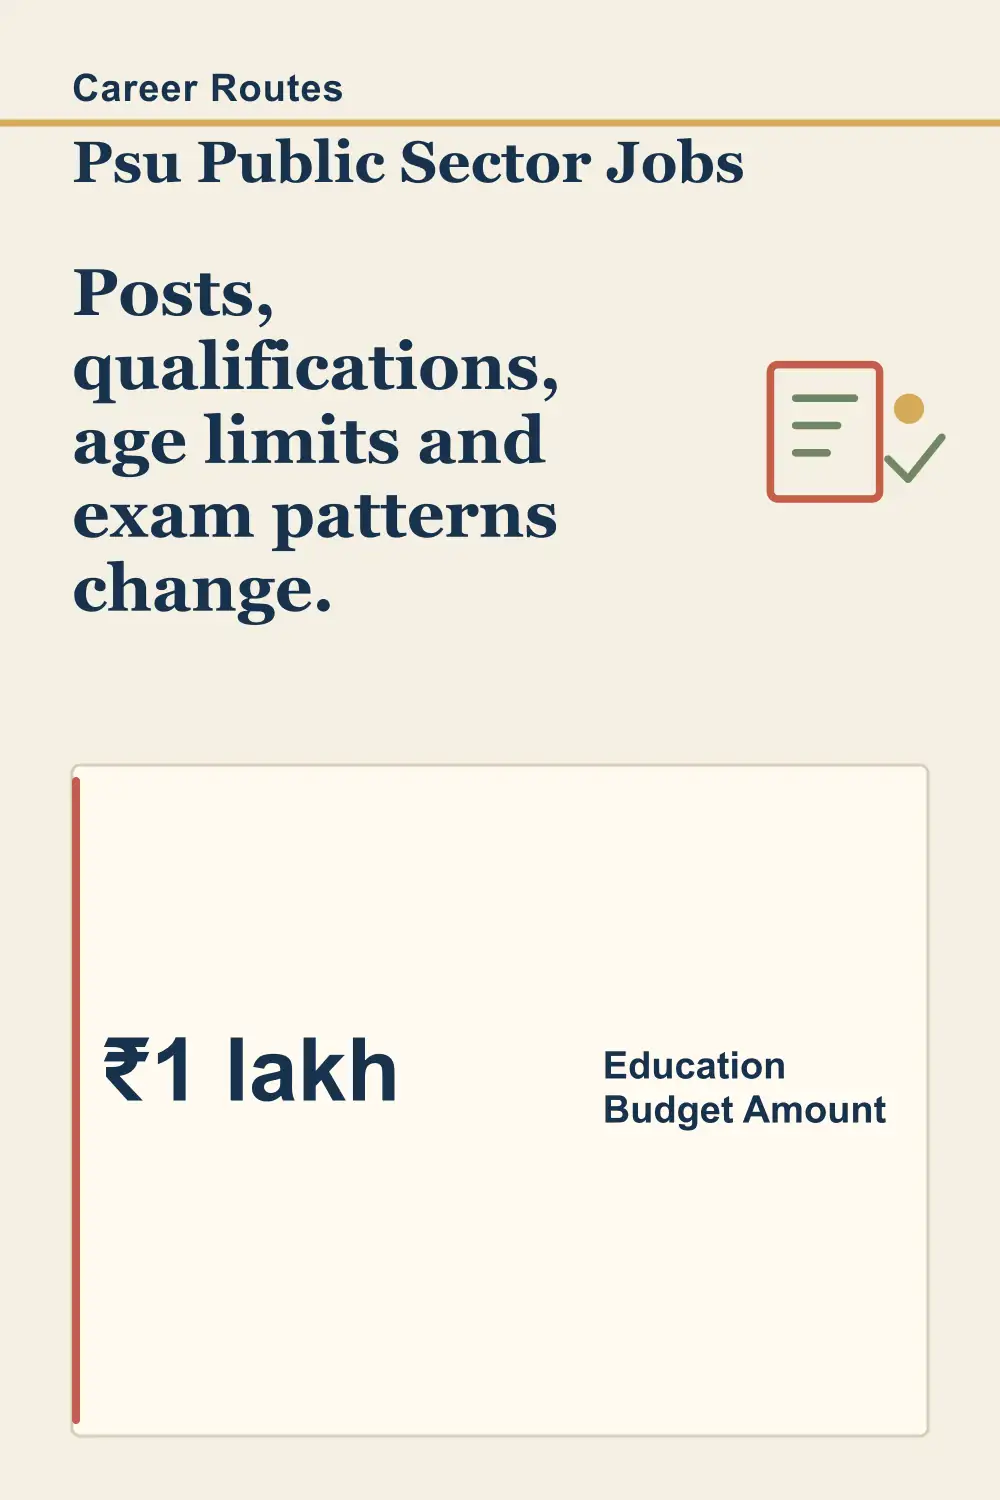 Career Routes
Psu Public Sector Jobs
Posts,
qualifications,
age limits and
exam patterns
change.
₹1 lakh
Education
Budget Amount